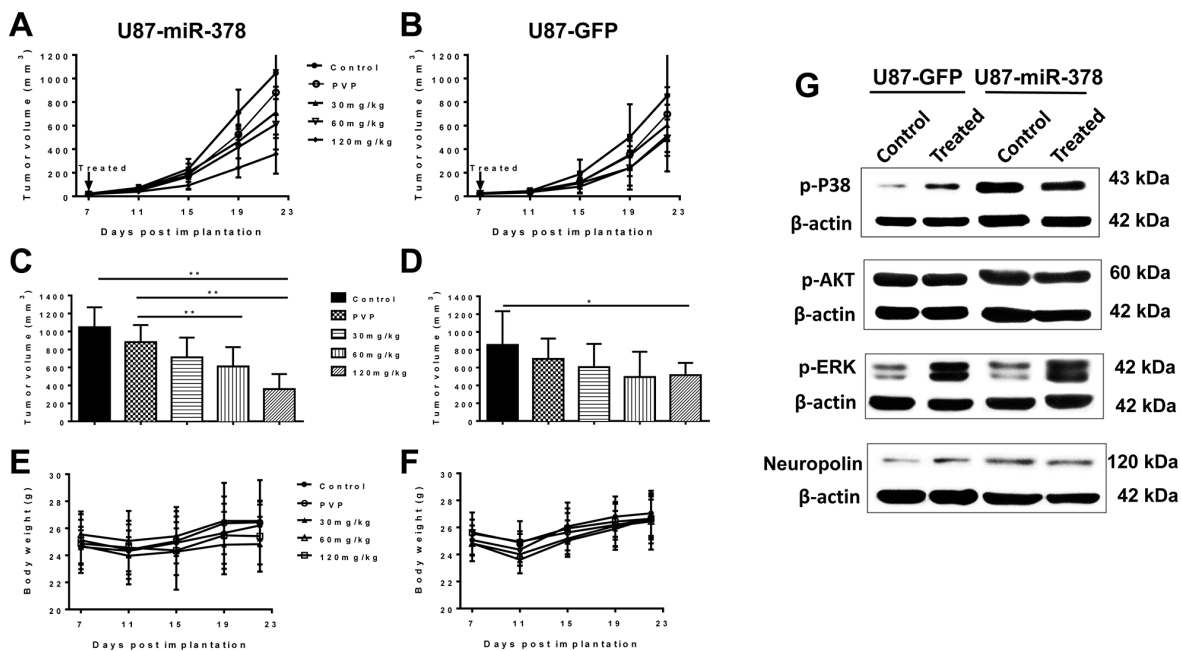 A
U87-miR-378
Tumor volume (mm3)
1200
1000
800
600
400
200
0
Treated
7 11 15 19 23
Days post implantation
Control
PVP
30mg/kg
60mg/kg
120mg/kg
B
U87-GFP
Tumor volume (mm3)
1200
1000
800
600
400
200
0
Treated
7 11 15 19 23
Days post implantation
C
Tumor volume (mm3)
1400
1200
1000
800
600
400
200
0
**
**
**
Control
PVP
30mg/kg
60mg/kg
120mg/kg
D
Tumor volume (mm3)
1400
1200
1000
800
600
400
200
0
*
E
Body weight (g)
30
28
26
24
22
20
7 11 15 19 23
Days post implantation
Control
PVP
30mg/kg
60mg/kg
120mg/kg
F
Body weight (g)
30
28
26
24
22
20
7 11 15 19 23
Days post implantation
G
U87-GFP U87-miR-378
Control Treated Control Treated
p-P38 43 kDa
β-actin 42 kDa
p-AKT 60 kDa
β-actin 42 kDa
p-ERK 42 kDa
β-actin 42 kDa
Neuropolin 120 kDa
β-actin 42 kDa